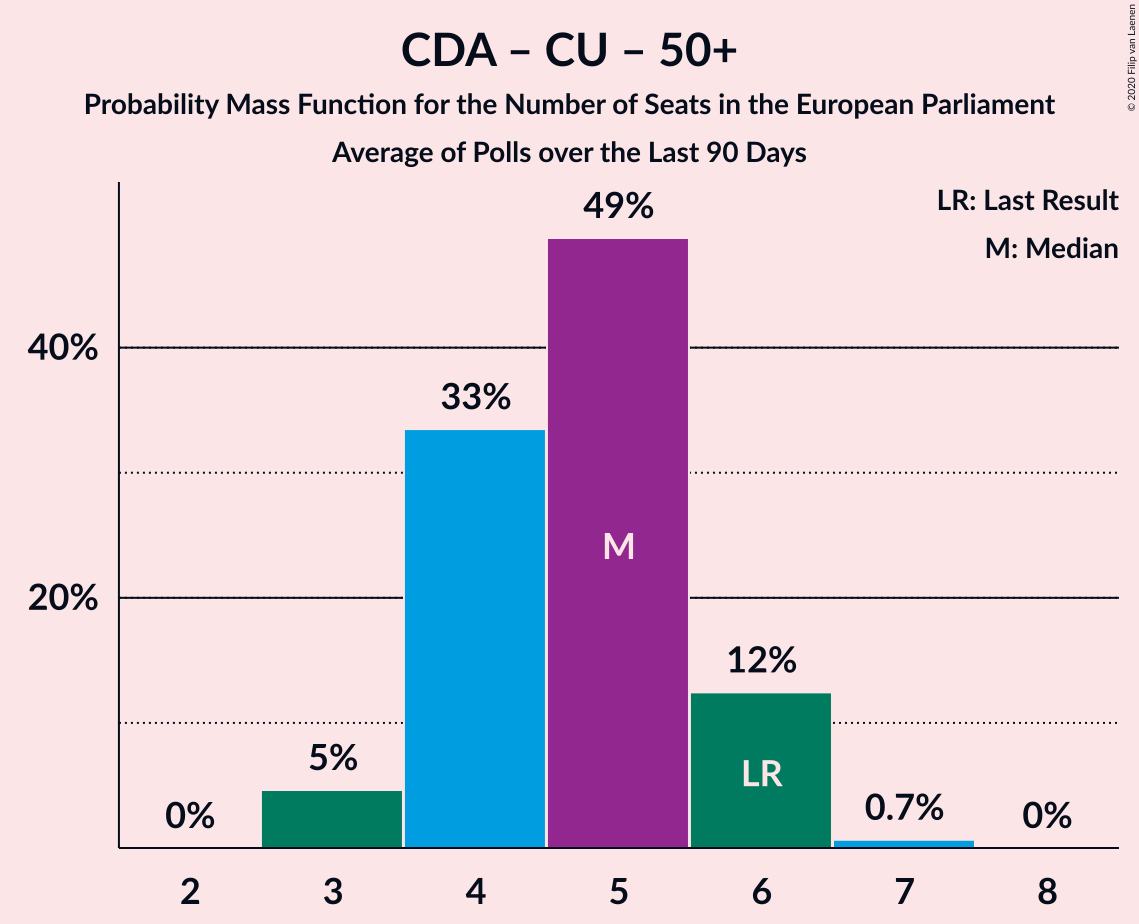 CDA – CU – 50+
Probability Mass Function for the Number of Seats in the European Parliament
Average of Polls over the Last 90 Days
© 2020 Filip van Laenen
LR: Last Result
M: Median
49%
40%
33%
M
20%
12%
LR
5%
0.7%
0%
0%
2 3 4 5 6 7 8